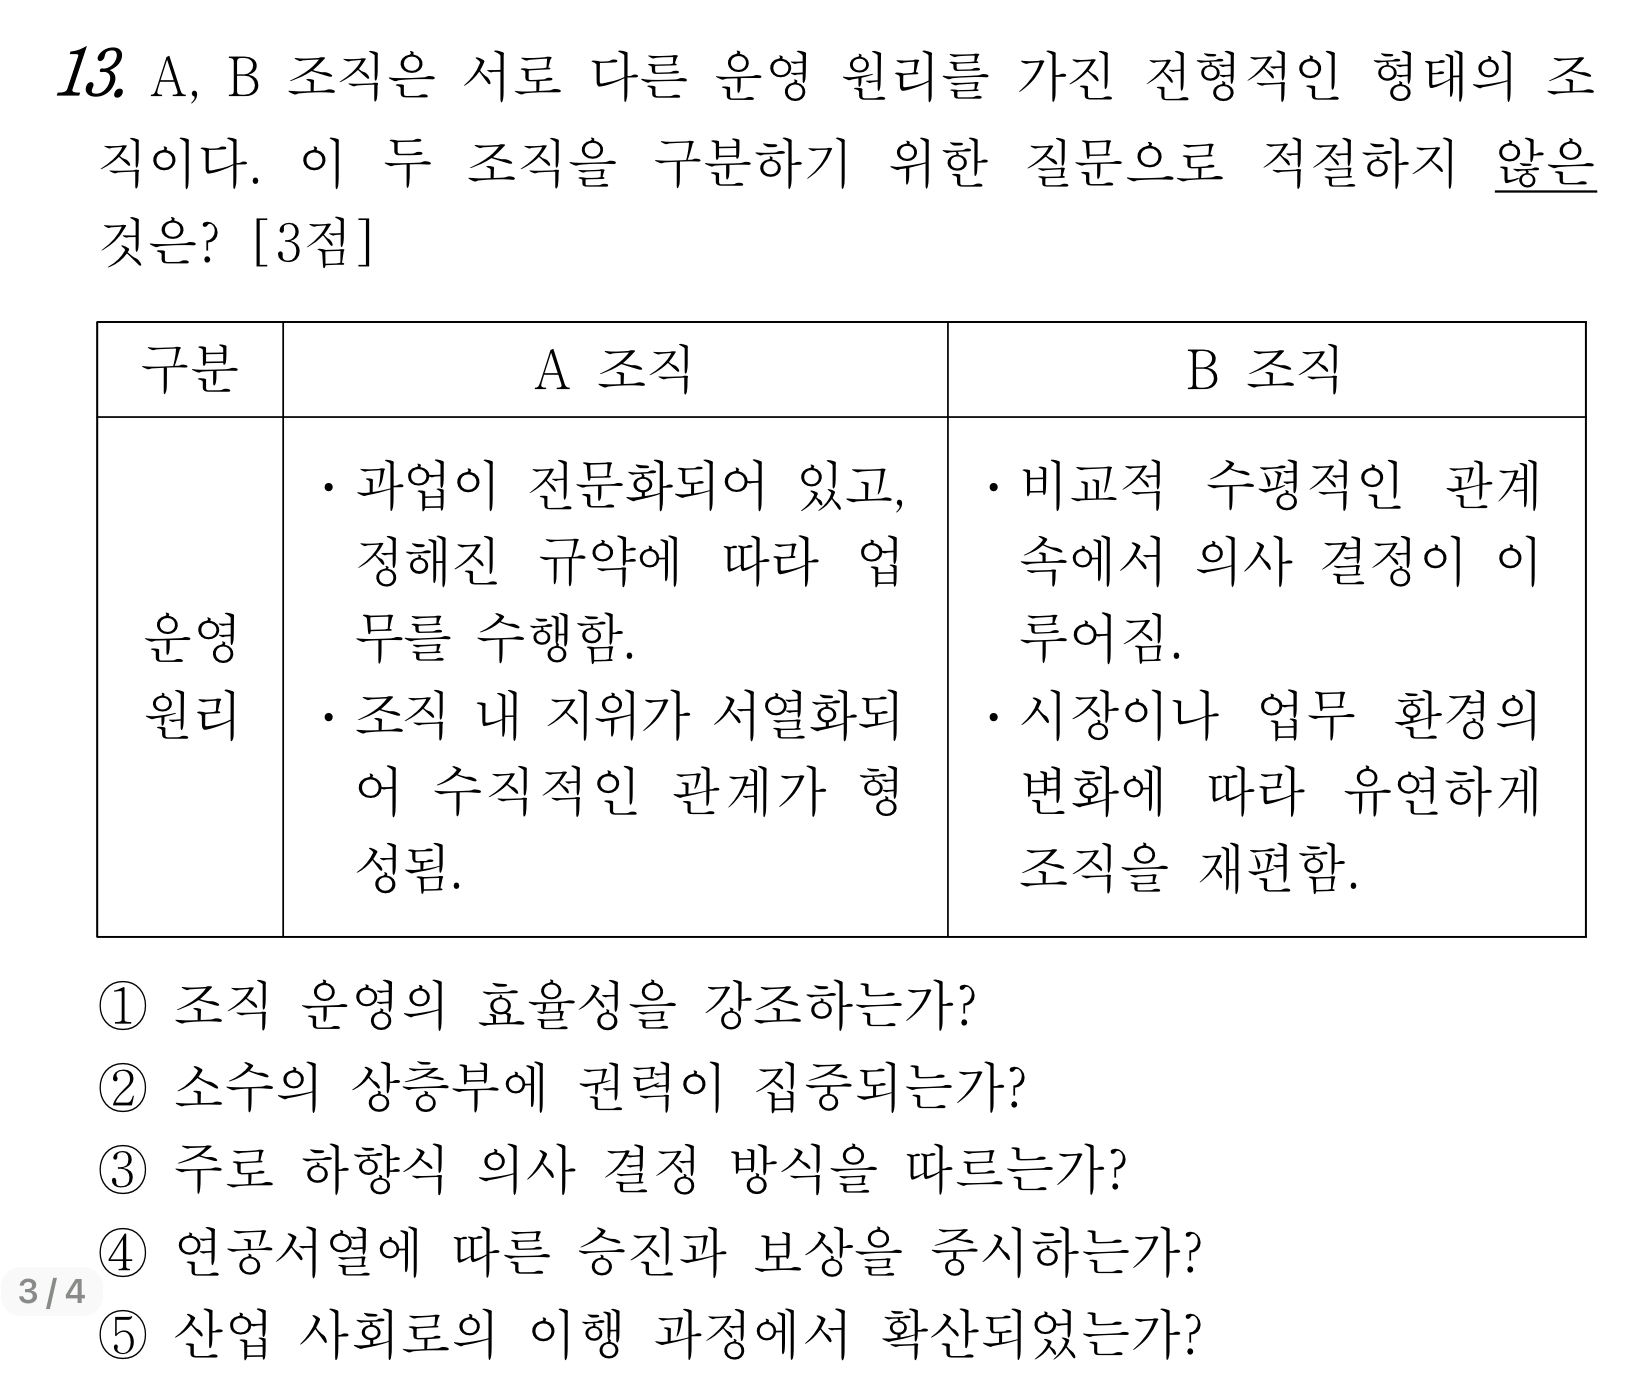 13. A, B 조직은 서로 다른 운영 원리를 가진 전형적인 형태의 조
직이다. 이 두 조직을 구분하기 위한 질문으로 적절하지 않은
것은? [3점]
구분
A 조직
B 조직
운영
원리
· 과업이 전문화되어 있고,
정해진 규약에 따라 업
무를 수행함.
· 조직 내 지위가 서열화되
어 수직적인 관계가 형
성됨.
· 비교적 수평적인 관계
속에서 의사 결정이 이
루어짐.
· 시장이나 업무 환경의
변화에 따라 유연하게
조직을 재편함.
① 조직 운영의 효율성을 강조하는가?
② 소수의 상층부에 권력이 집중되는가?
③ 주로 하향식 의사 결정 방식을 따르는가?
④ 연공서열에 따른 승진과 보상을 중시하는가?
3/4
⑤ 산업 사회로의 이행 과정에서 확산되었는가?